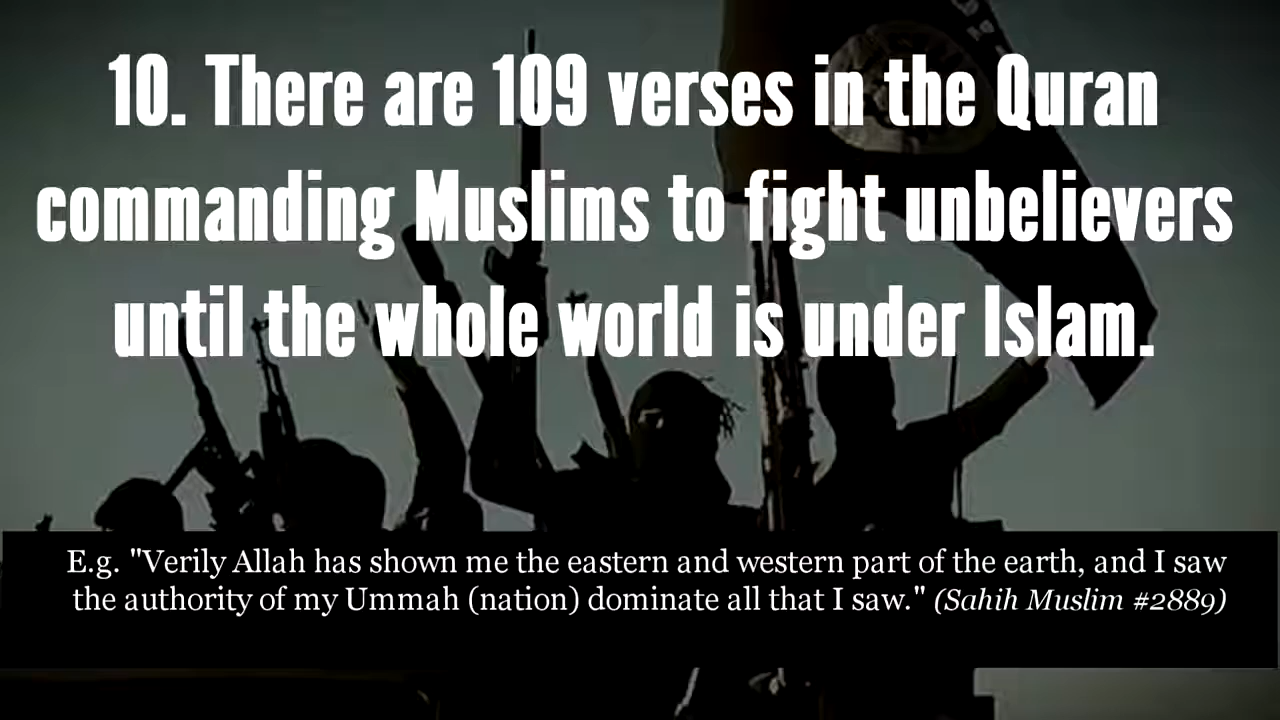 10. There are 109 verses in the Quran
commanding Muslims to fight unbelievers
until the whole world is under Islam.
E.g. "Verily Allah has shown me the eastern and western part of the earth, and I saw
the authority of my Ummah (nation) dominate all that I saw." (Sahih Muslim #2889)